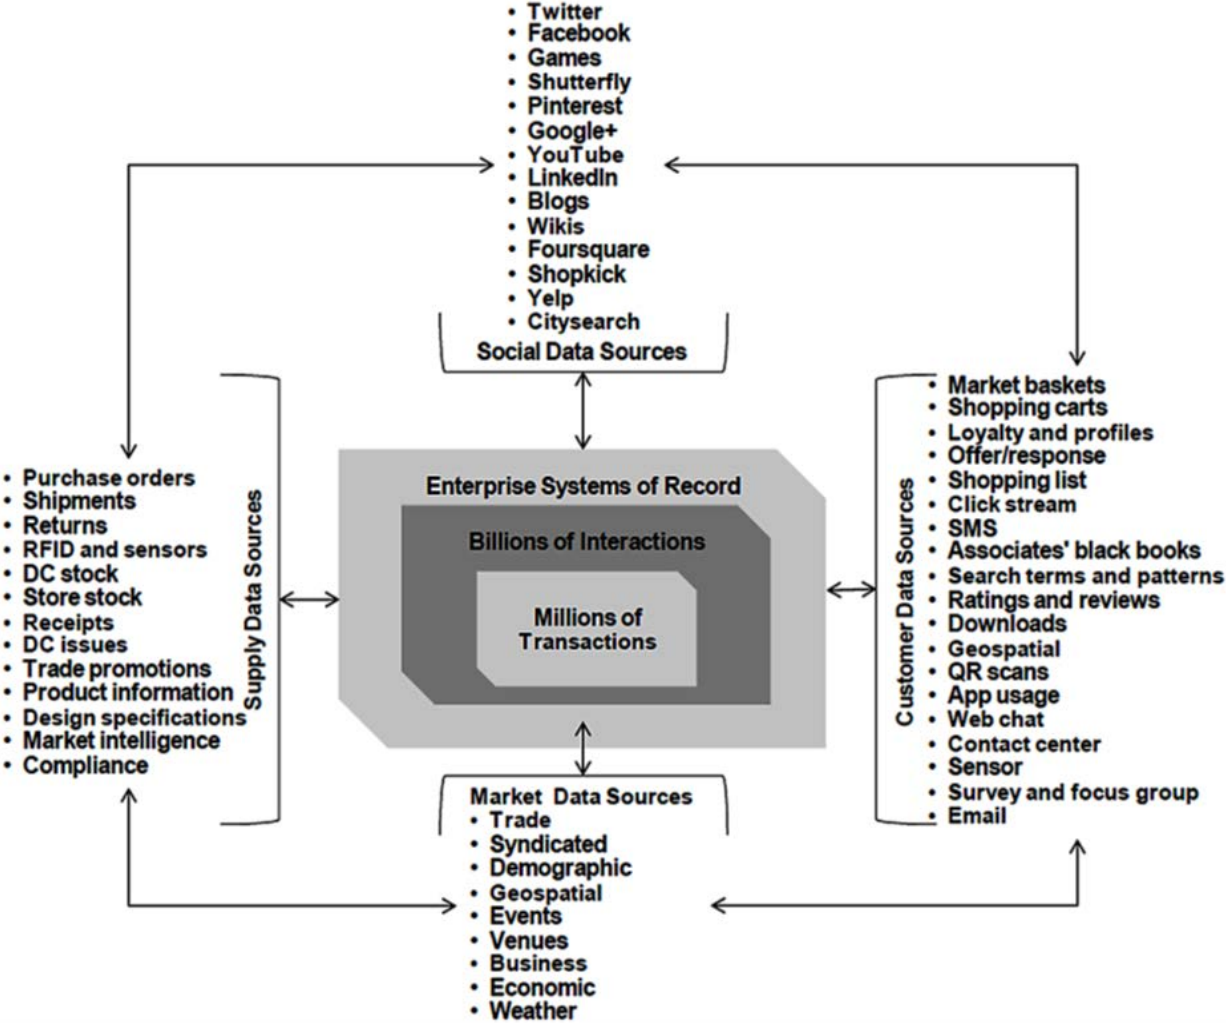 • Twitter
• Facebook
• Games
• Shutterfly
• Pinterest
• Google+
• YouTube
• LinkedIn
• Blogs
• Wikis
• Foursquare
• Shopkick
• Yelp
• Citysearch
Social Data Sources
• Purchase orders
• Shipments
• Returns
• RFID and sensors
• DC stock
• Store stock
• Receipts
• DC issues
• Trade promotions
• Product information
• Design specifications
• Market intelligence
• Compliance
Supply Data Sources
Enterprise Systems of Record
Billions of Interactions
Millions of
Transactions
Customer Data Sources
• Market baskets
• Shopping carts
• Loyalty and profiles
• Offer/response
• Shopping list
• Click stream
• SMS
• Associates' black books
• Search terms and patterns
• Ratings and reviews
• Downloads
• Geospatial
• QR scans
• App usage
• Web chat
• Contact center
• Sensor
• Survey and focus group
• Email
Market Data Sources
• Trade
• Syndicated
• Demographic
• Geospatial
• Events
• Venues
• Business
• Economic
• Weather